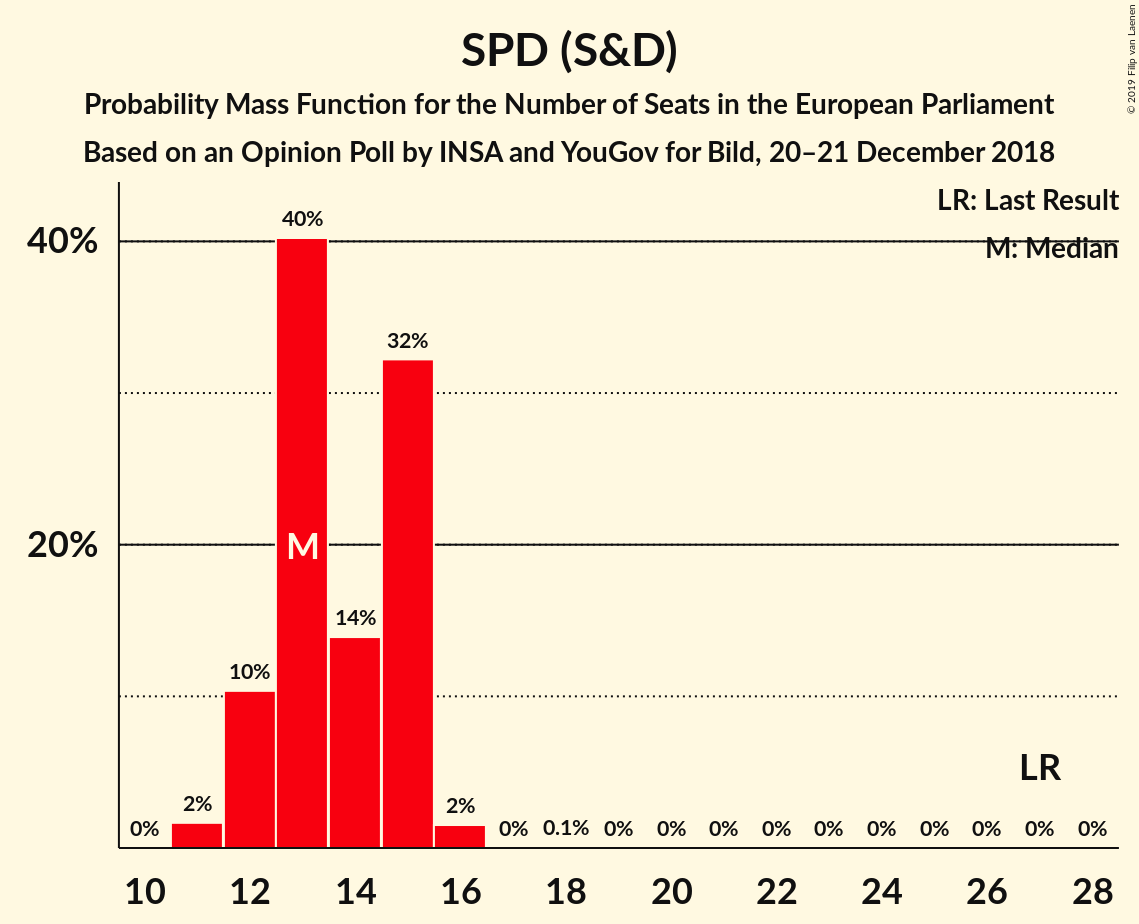 SPD (S&D)
Probability Mass Function for the Number of Seats in the European Parliament
Based on an Opinion Poll by INSA and YouGov for Bild, 20–21 December 2018
© 2019 Filip van Laenen
LR: Last Result
M: Median
40%
20%
0%
2%
10%
40%
M
14%
32%
2%
0%
0.1%
0%
0%
0%
0%
0%
0%
0%
0%
0%
0%
LR
10 12 14 16 18 20 22 24 26 28